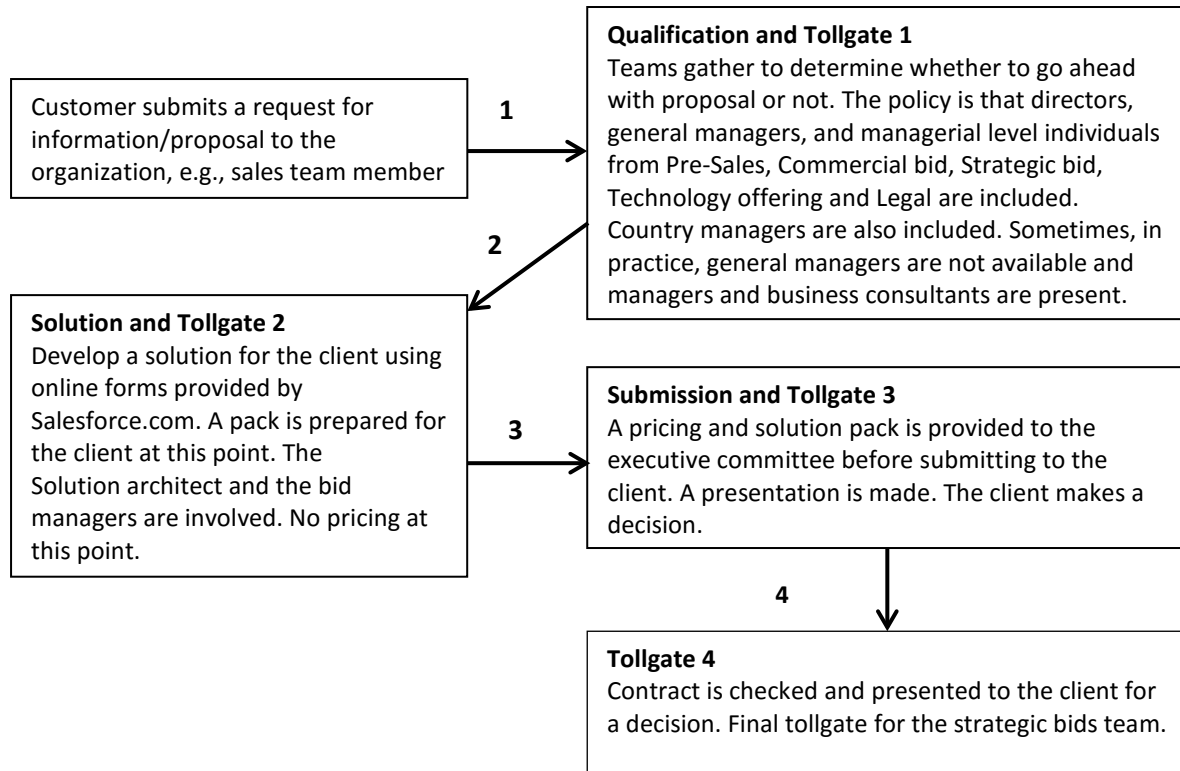 Customer submits a request for
information/proposal to the
organization, e.g., sales team member
1
Qualification and Tollgate 1
Teams gather to determine whether to go ahead
with proposal or not. The policy is that directors,
general managers, and managerial level individuals
from Pre-Sales, Commercial bid, Strategic bid,
Technology offering and Legal are included.
Country managers are also included. Sometimes, in
practice, general managers are not available and
managers and business consultants are present.
2
Solution and Tollgate 2
Develop a solution for the client using
online forms provided by
Salesforce.com. A pack is prepared for
the client at this point. The
Solution architect and the bid
managers are involved. No pricing at
this point.
3
Submission and Tollgate 3
A pricing and solution pack is provided to the
executive committee before submitting to the
client. A presentation is made. The client makes a
decision.
4
Tollgate 4
Contract is checked and presented to the client for
a decision. Final tollgate for the strategic bids team.